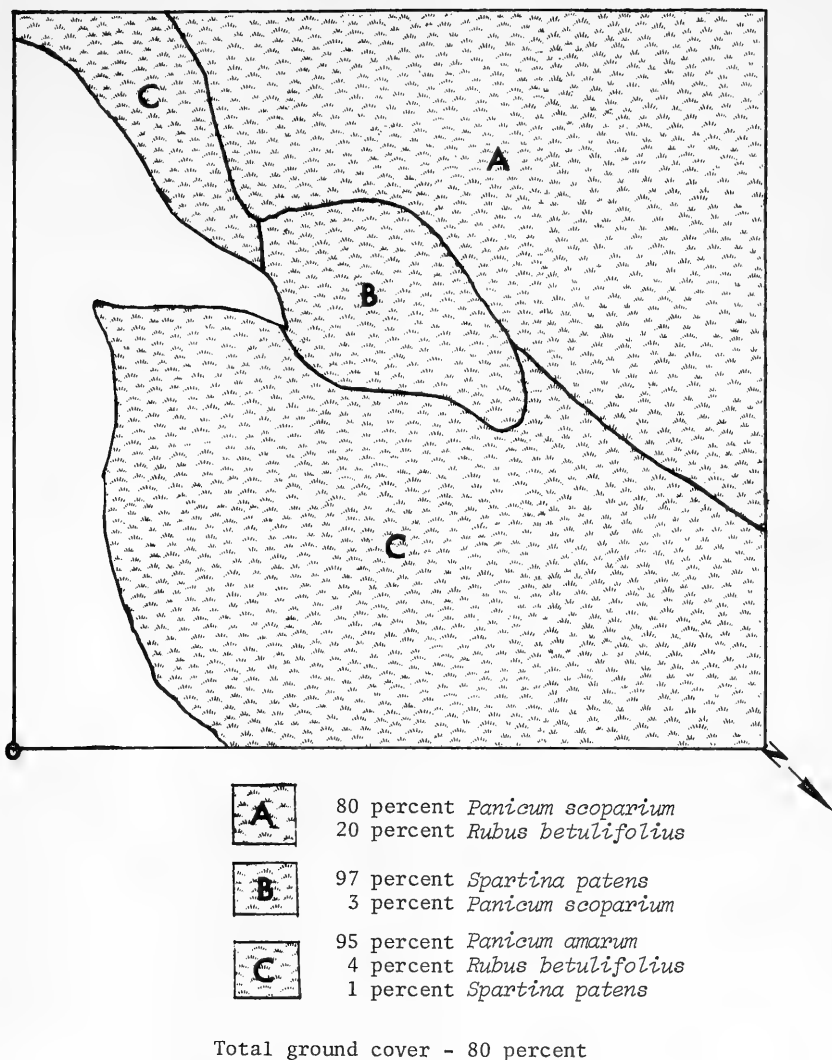 C
A
B
C
O
N
A
80 percent Panicum scoparium
20 percent Rubus betulifolius
B
97 percent Spartina patens
3 percent Panicum scoparium
C
95 percent Panicum amarum
4 percent Rubus betulifolius
1 percent Spartina patens
Total ground cover - 80 percent